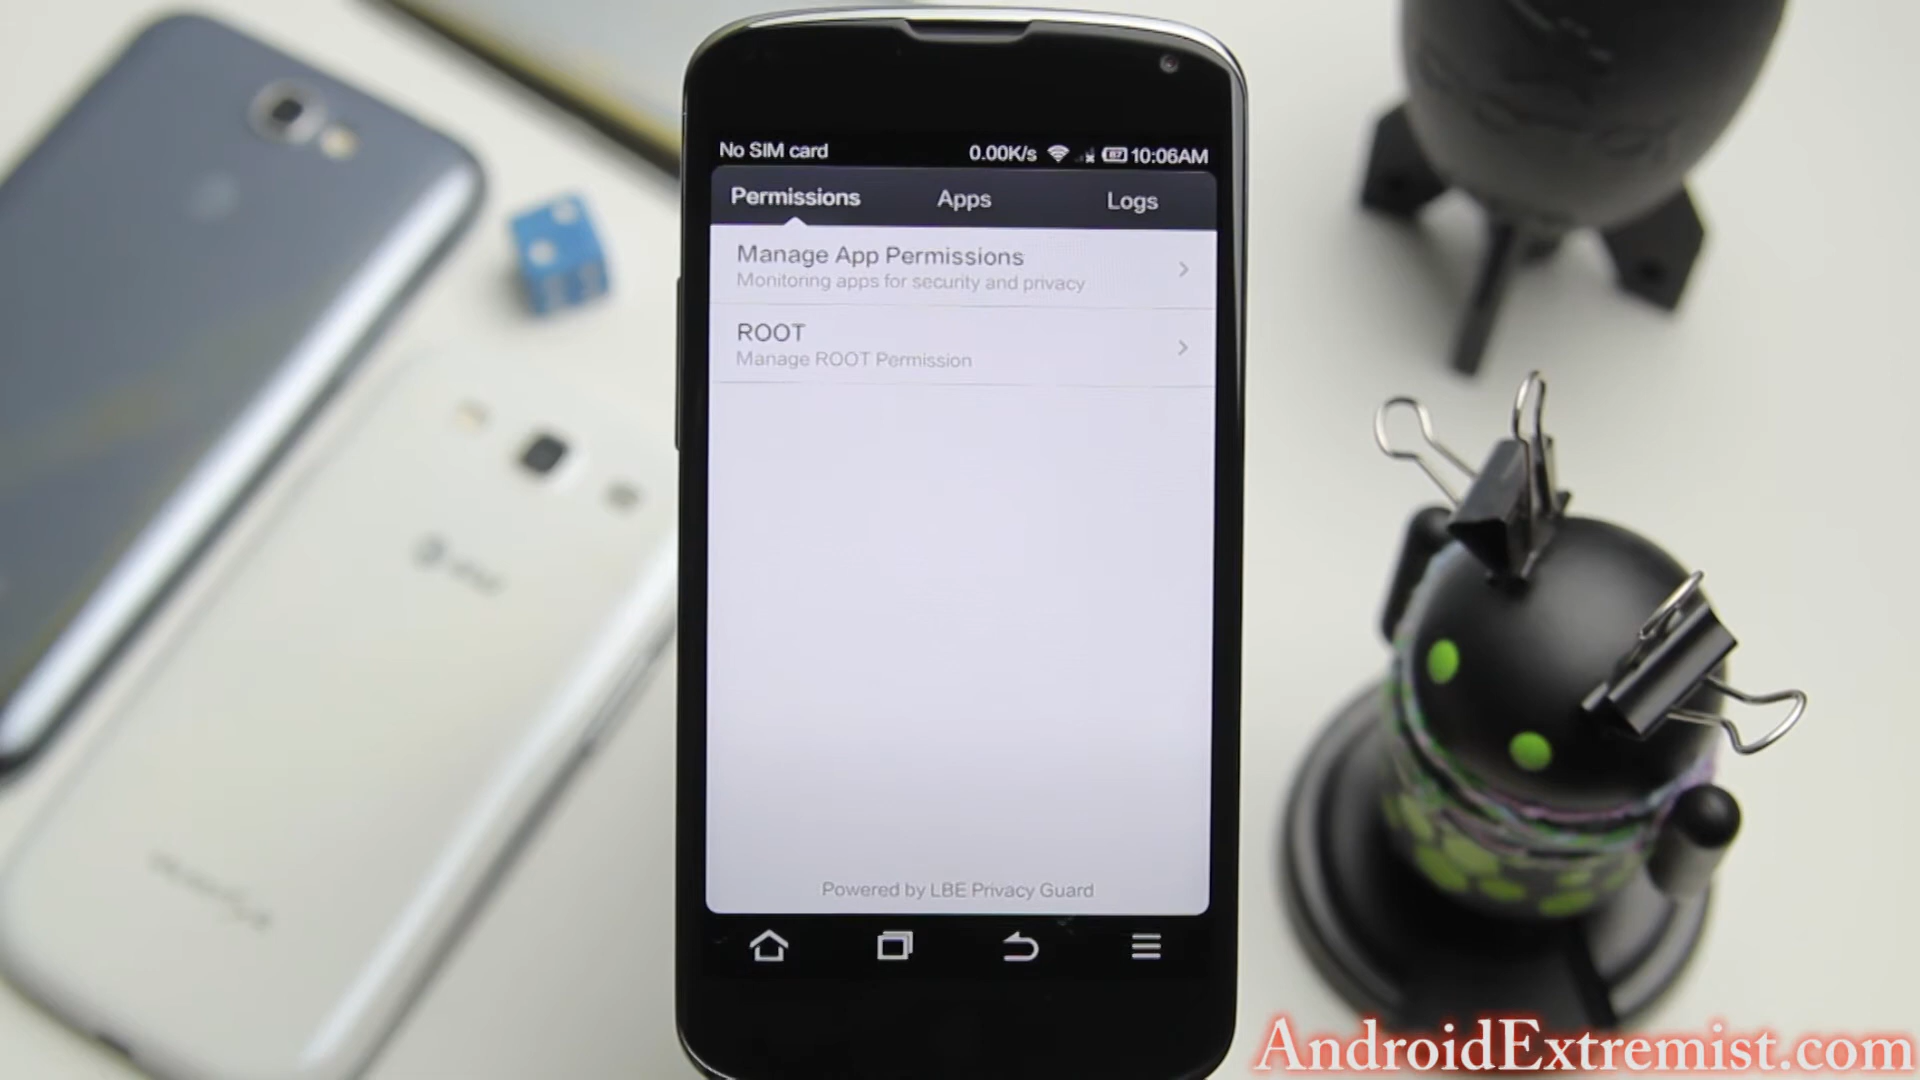 No SIM card 0.00K/s 87 10:06AM
Permissions Apps Logs
Manage App Permissions
Monitoring apps for security and privacy
ROOT
Manage ROOT Permission
Powered by LBE Privacy Guard
AndroidExtremist.com